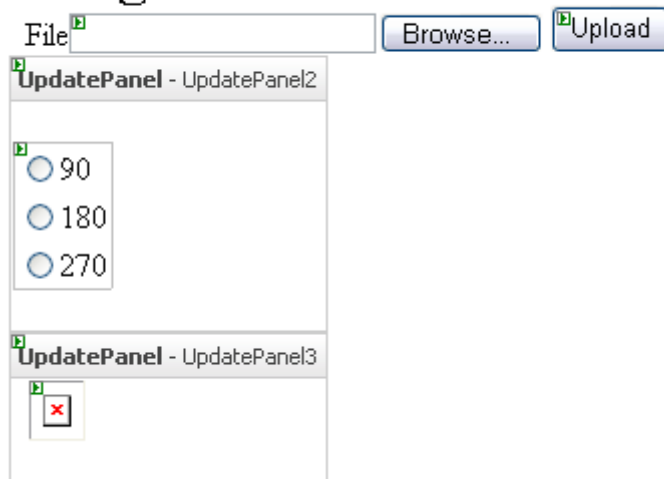 File Browse... Upload
UpdatePanel - UpdatePanel2
90
180
270
UpdatePanel - UpdatePanel3